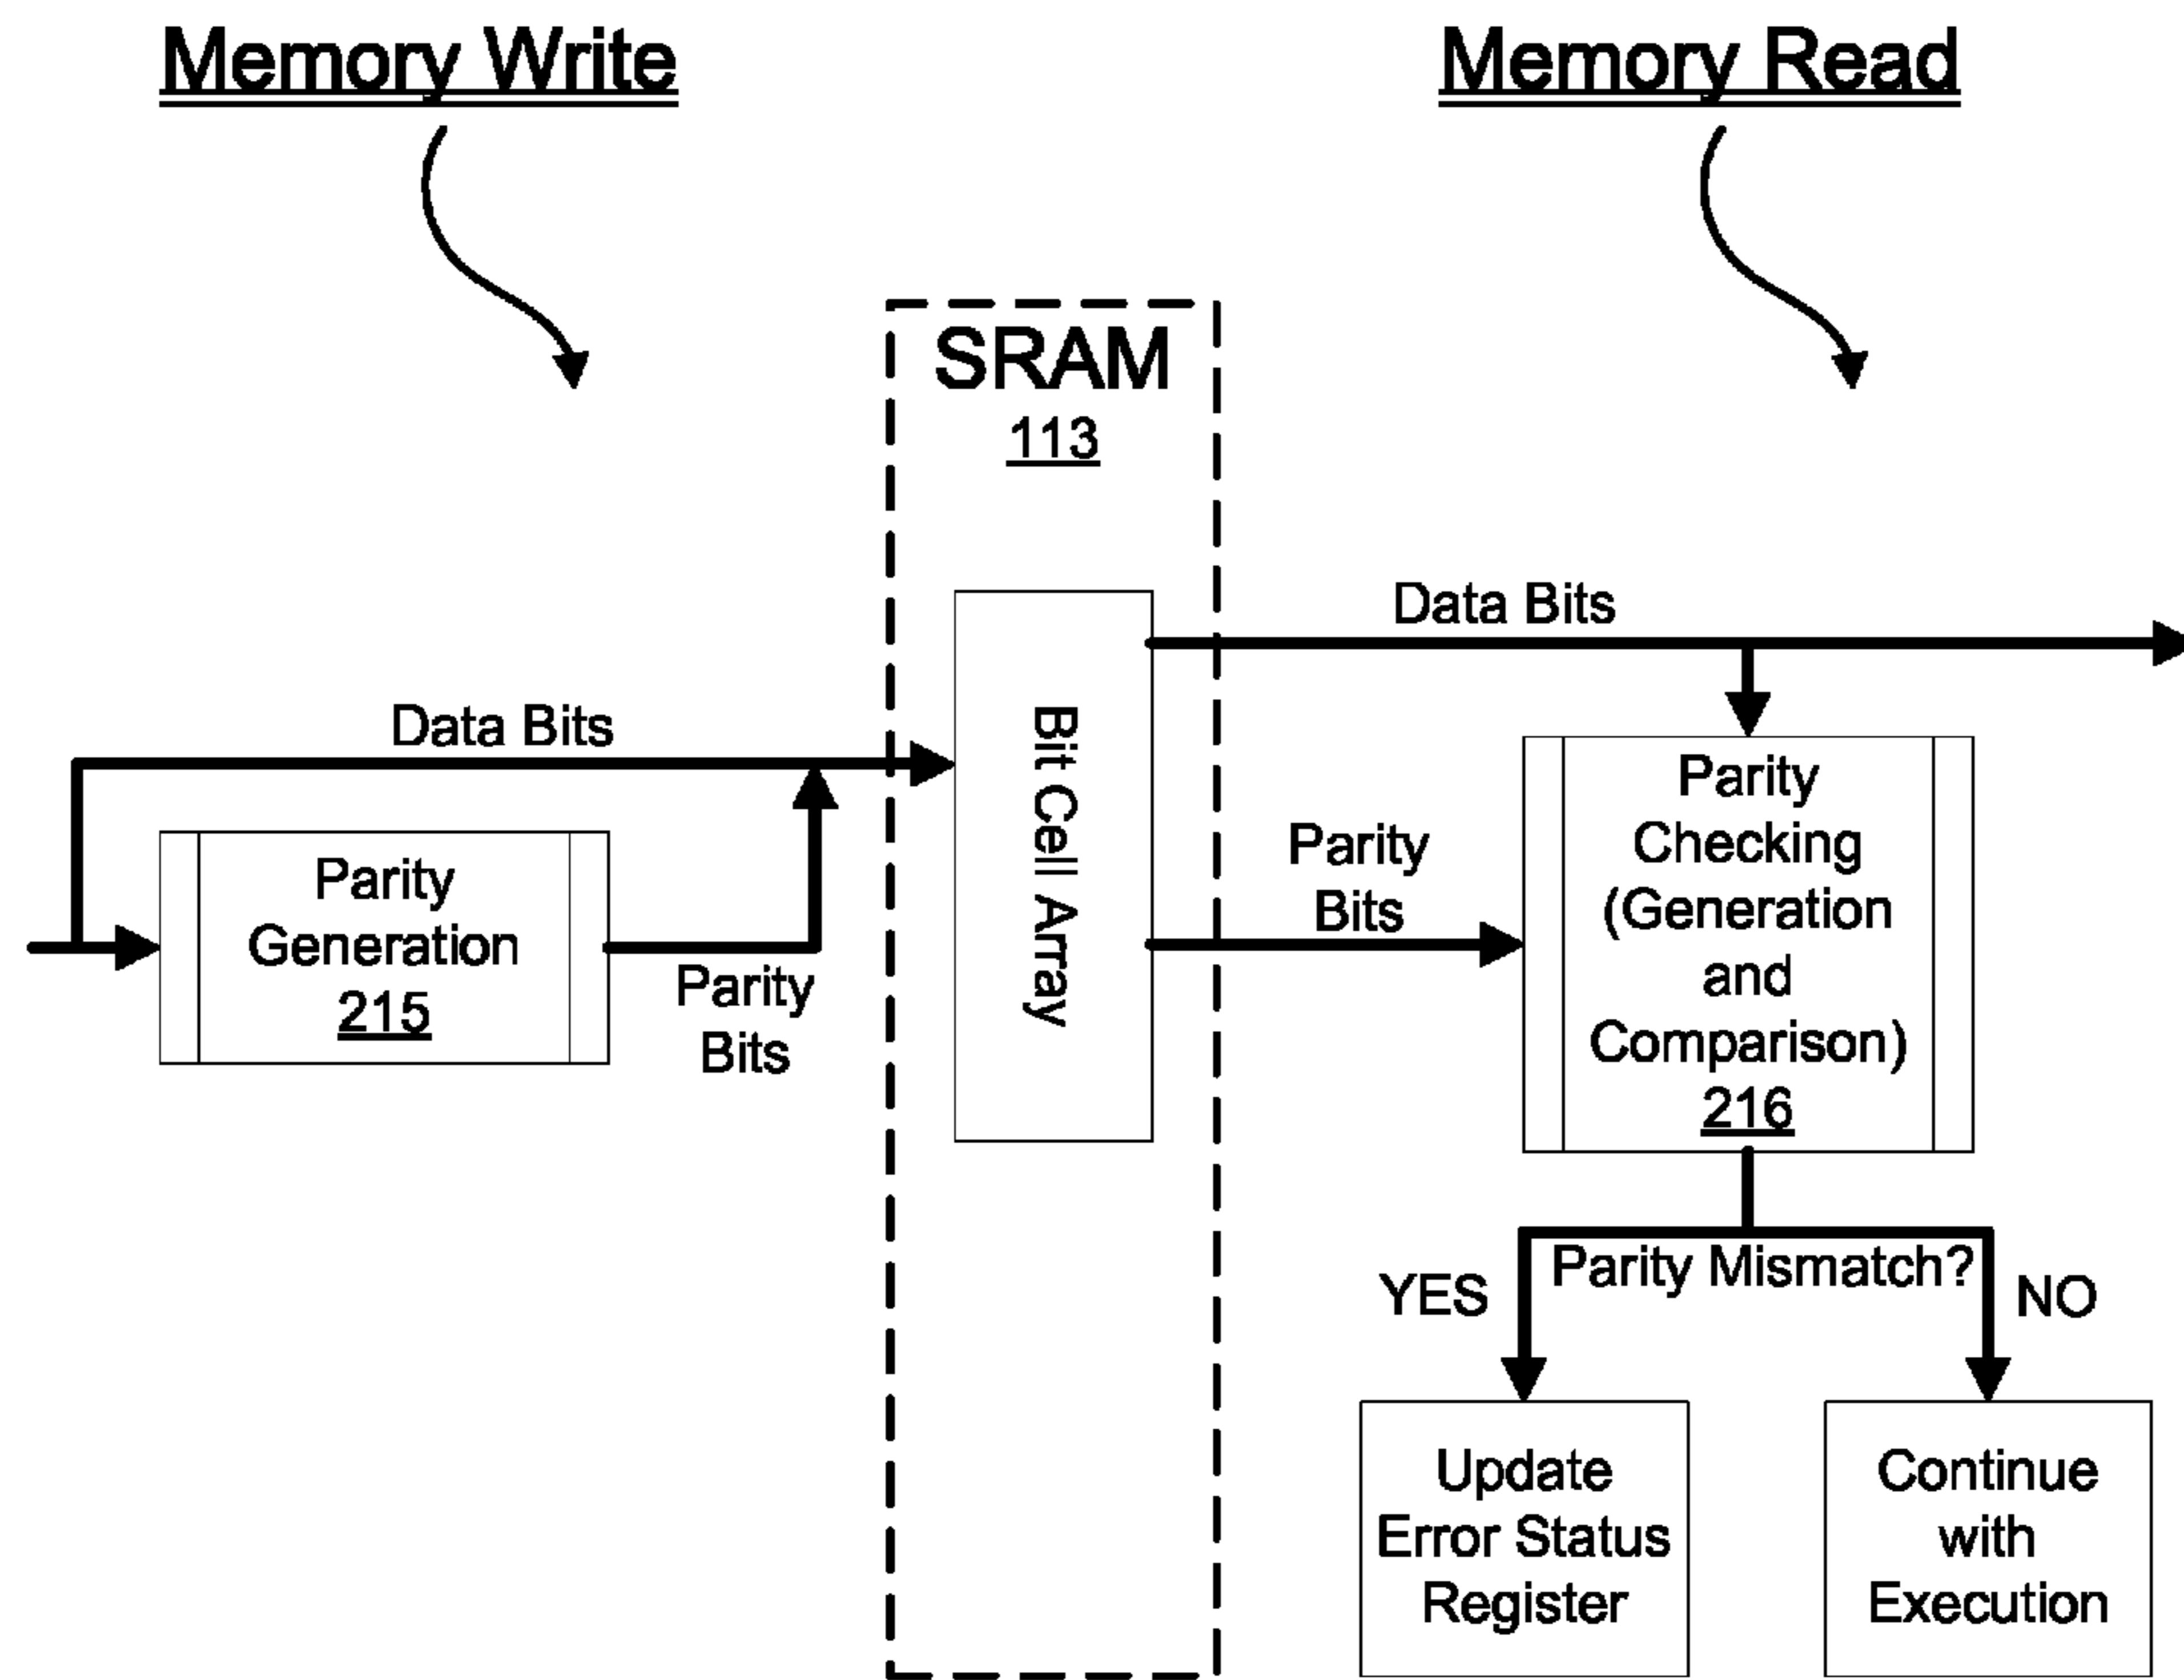 Memory Write
Memory Read
SRAM
113
Data Bits
Data Bits
Parity
Generation
215
Parity
Bits
Bit Cell Array
Parity
Bits
Parity
Checking
(Generation
and
Comparison)
216
Parity Mismatch?
YES
NO
Update
Error Status
Register
Continue
with
Execution